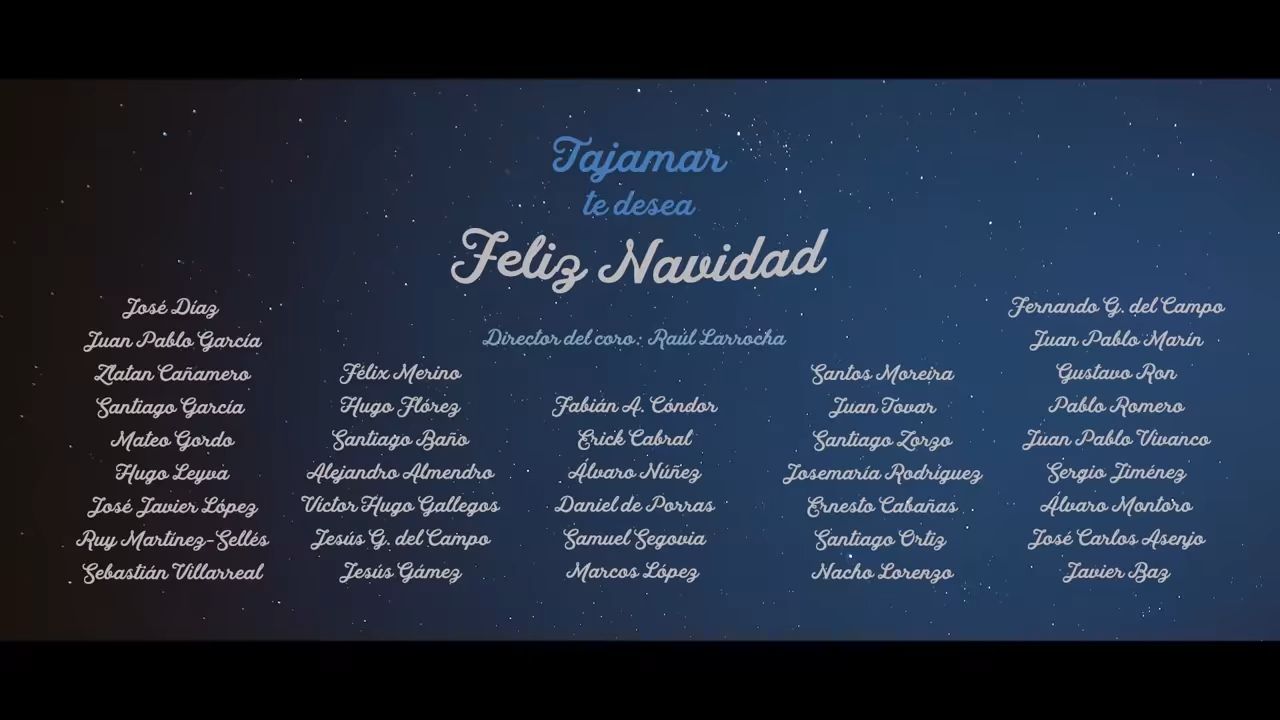 Tajamar
te desea
Feliz Navidad
Director del coro: Raúl Larrocha
José Díaz
Juan Pablo García
Zlatan Cañamero
Santiago García
Mateo Gordo
Hugo Leyva
José Javier López
Ruy Martínez-Sellés
Sebastián Villarreal
Félix Merino
Hugo Flórez
Santiago Baño
Alejandro Almendro
Víctor Hugo Gallegos
Jesús G. del Campo
Jesús Gámez
Fabián A. Cóndor
Erick Cabral
Álvaro Núñez
Daniel de Porras
Samuel Segovia
Marcos López
Santos Moreira
Juan Tovar
Santiago Zorzo
Josemaría Rodríguez
Ernesto Cabañas
Santiago Ortiz
Nacho Lorenzo
Fernando G. del Campo
Juan Pablo Marín
Gustavo Ron
Pablo Romero
Juan Pablo Vivanco
Sergio Jiménez
Álvaro Montoro
José Carlos Asenjo
Javier Baz